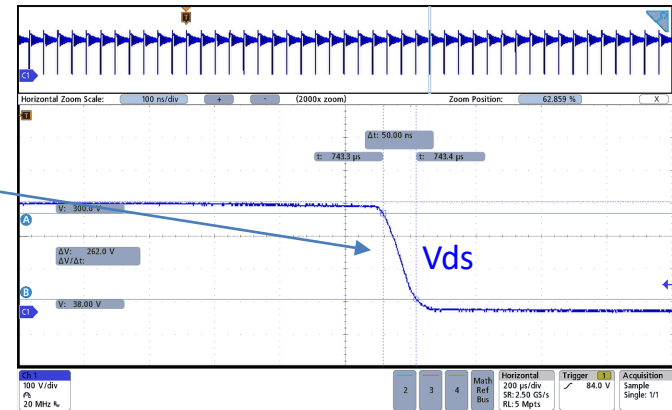 T
C1
Horizontal Zoom Scale: 100 ns/div + - (2000x zoom) Zoom Position: 62.859 % X
T
Δt: 50.00 ns
t: 743.3 µs t: 743.4 µs
V: 300.0 V
A
Vds
ΔV: 262.0 V
ΔV/Δt:
B
V: 38.00 V
C1
Ch 1
100 V/div
20 MHz
2 3 4
Math
Ref
Bus
Horizontal
200 µs/div
SR: 2.50 GS/s
RL: 5 Mpts
Trigger 1
84.0 V
Acquisition
Sample
Single: 1/1